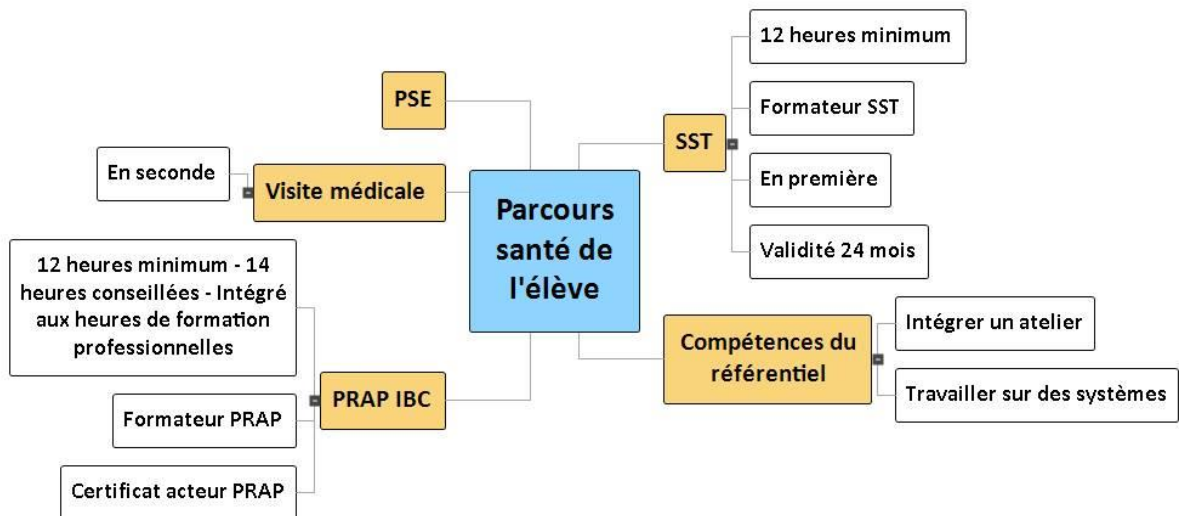 Parcours
santé de
l'élève
PSE
Visite médicale
En seconde
PRAP IBC
12 heures minimum - 14
heures conseillées - Intégré
aux heures de formation
professionnelles
Formateur PRAP
Certificat acteur PRAP
SST
12 heures minimum
Formateur SST
En première
Validité 24 mois
Compétences du
référentiel
Intégrer un atelier
Travailler sur des systèmes